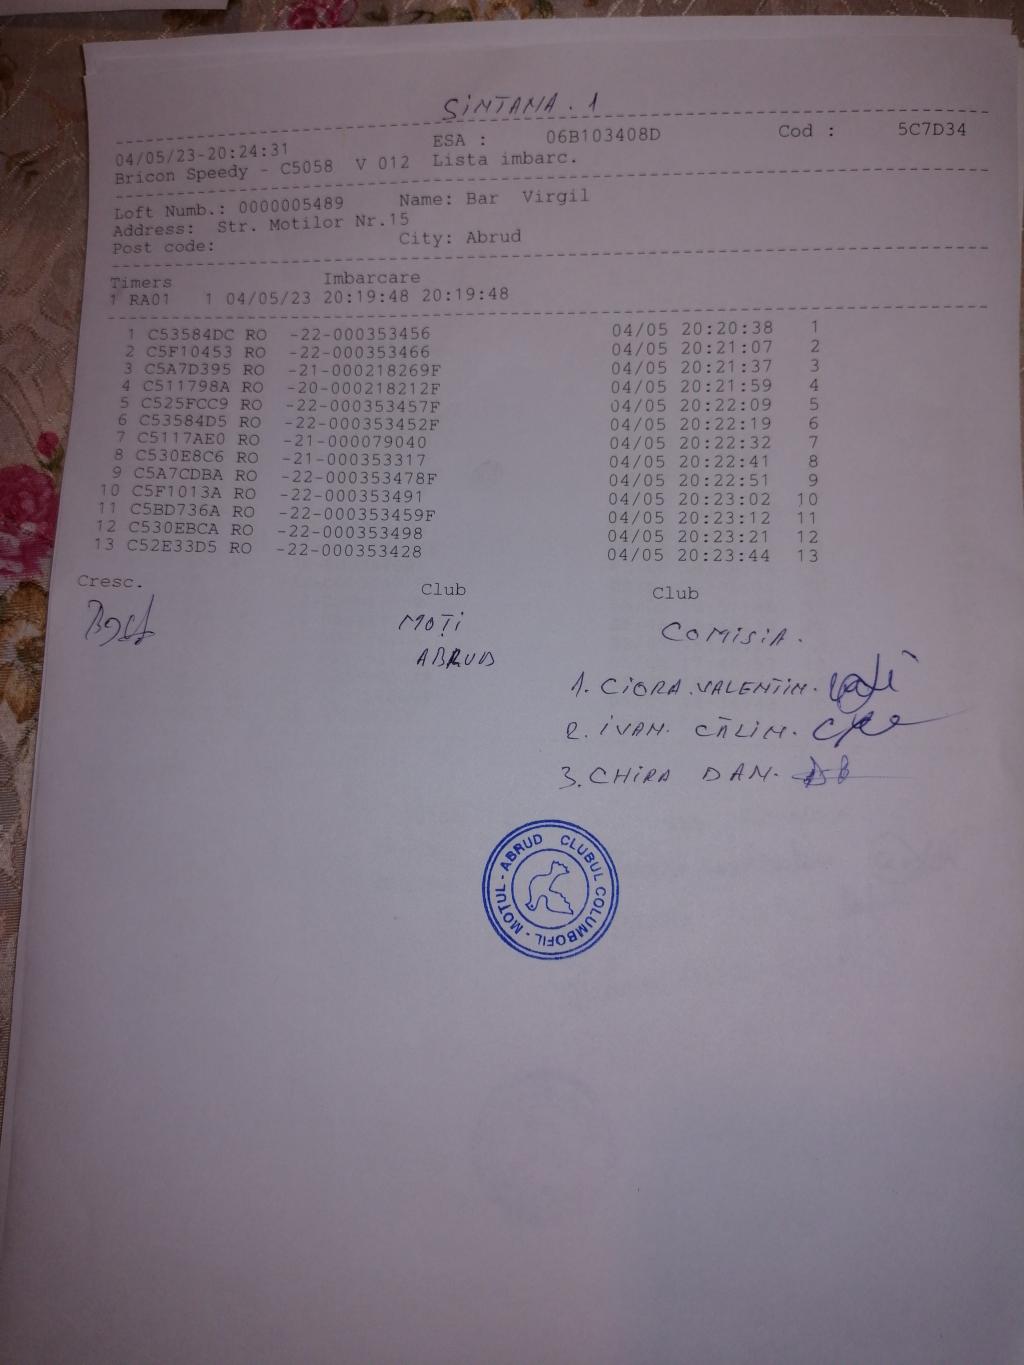 SÎNTANA. 1
04/05/23-20:24:31 ESA : 06B103408D Cod : 5C7D34
Bricon Speedy - C5058 V 012 Lista imbarc.
Loft Numb.: 0000005489 Name: Bar Virgil
Address: Str. Motilor Nr.15
Post code: City: Abrud
Timers Imbarcare
1 RA01 1 04/05/23 20:19:48 20:19:48
1 C53584DC RO -22-000353456 04/05 20:20:38 1
2 C5F10453 RO -22-000353466 04/05 20:21:07 2
3 C5A7D395 RO -21-000218269F 04/05 20:21:37 3
4 C511798A RO -20-000218212F 04/05 20:21:59 4
5 C525FCC9 RO -22-000353457F 04/05 20:22:09 5
6 C53584D5 RO -22-000353452F 04/05 20:22:19 6
7 C5117AE0 RO -21-000079040 04/05 20:22:32 7
8 C530E8C6 RO -21-000353317 04/05 20:22:41 8
9 C5A7CDBA RO -22-000353478F 04/05 20:22:51 9
10 C5F1013A RO -22-000353491 04/05 20:23:02 10
11 C5BD736A RO -22-000353459F 04/05 20:23:12 11
12 C530EBCA RO -22-000353498 04/05 20:23:21 12
13 C52E33D5 RO -22-000353428 04/05 20:23:44 13
Cresc. Club Club
MOȚI
ABRUD
COMISIA.
1. CIORA VALENTIN.
2. IVAN. CĂLIN.
3. CHIRA DAN.
CLUBUL COLUMBOFIL - MOTUL - ABRUD